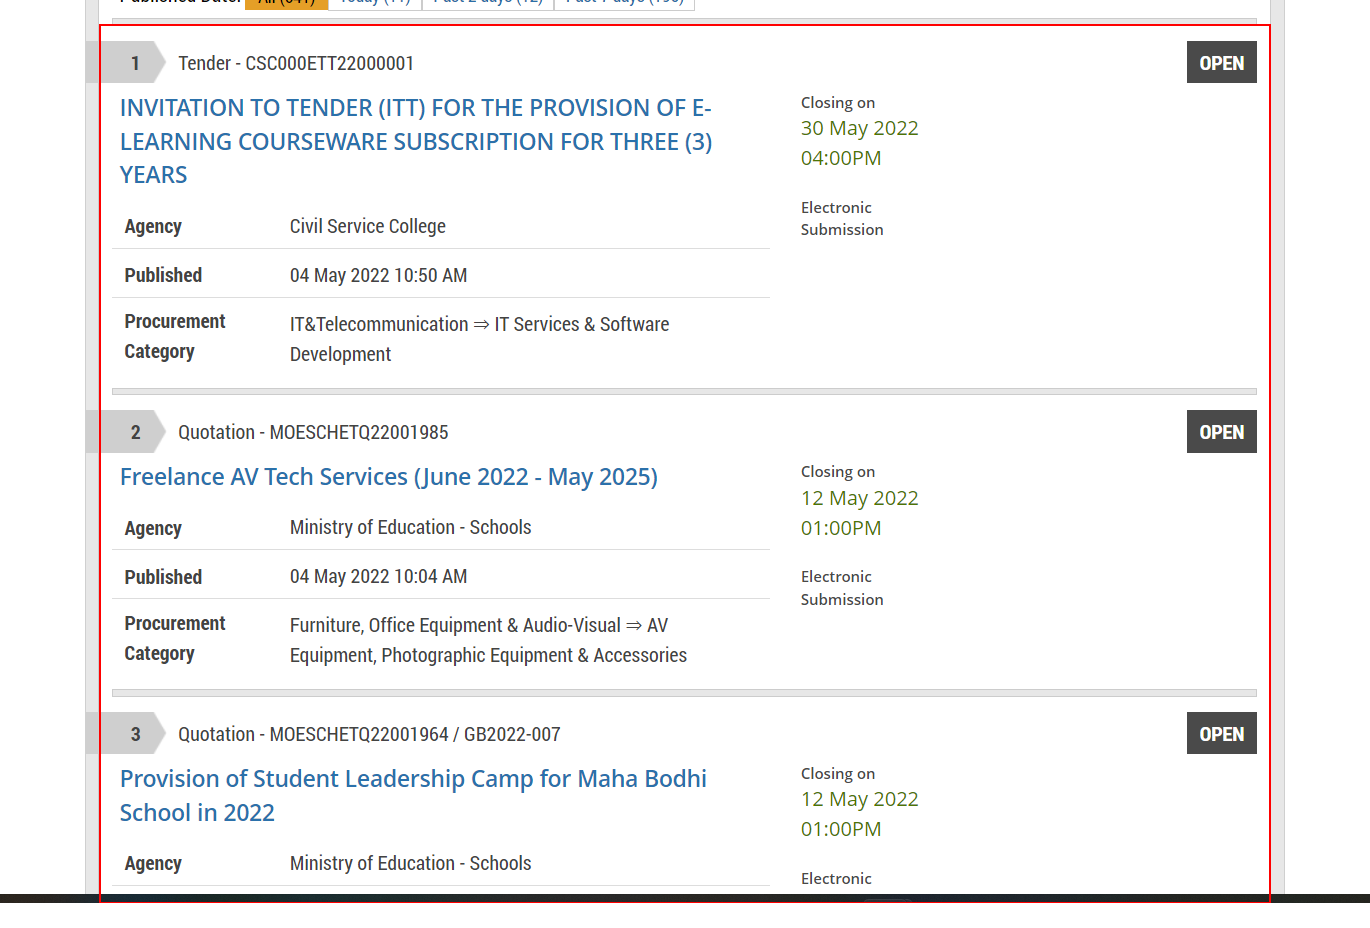 1 Tender - CSC000ETT22000001 OPEN
INVITATION TO TENDER (ITT) FOR THE PROVISION OF E-
LEARNING COURSEWARE SUBSCRIPTION FOR THREE (3)
YEARS
Closing on
30 May 2022
04:00PM
Electronic
Submission
Agency Civil Service College
Published 04 May 2022 10:50 AM
Procurement
Category
IT&Telecommunication ⇒ IT Services & Software
Development
2 Quotation - MOESCHETQ22001985 OPEN
Freelance AV Tech Services (June 2022 - May 2025)
Closing on
12 May 2022
01:00PM
Electronic
Submission
Agency Ministry of Education - Schools
Published 04 May 2022 10:04 AM
Procurement
Category
Furniture, Office Equipment & Audio-Visual ⇒ AV
Equipment, Photographic Equipment & Accessories
3 Quotation - MOESCHETQ22001964 / GB2022-007 OPEN
Provision of Student Leadership Camp for Maha Bodhi
School in 2022
Closing on
12 May 2022
01:00PM
Electronic
Agency Ministry of Education - Schools